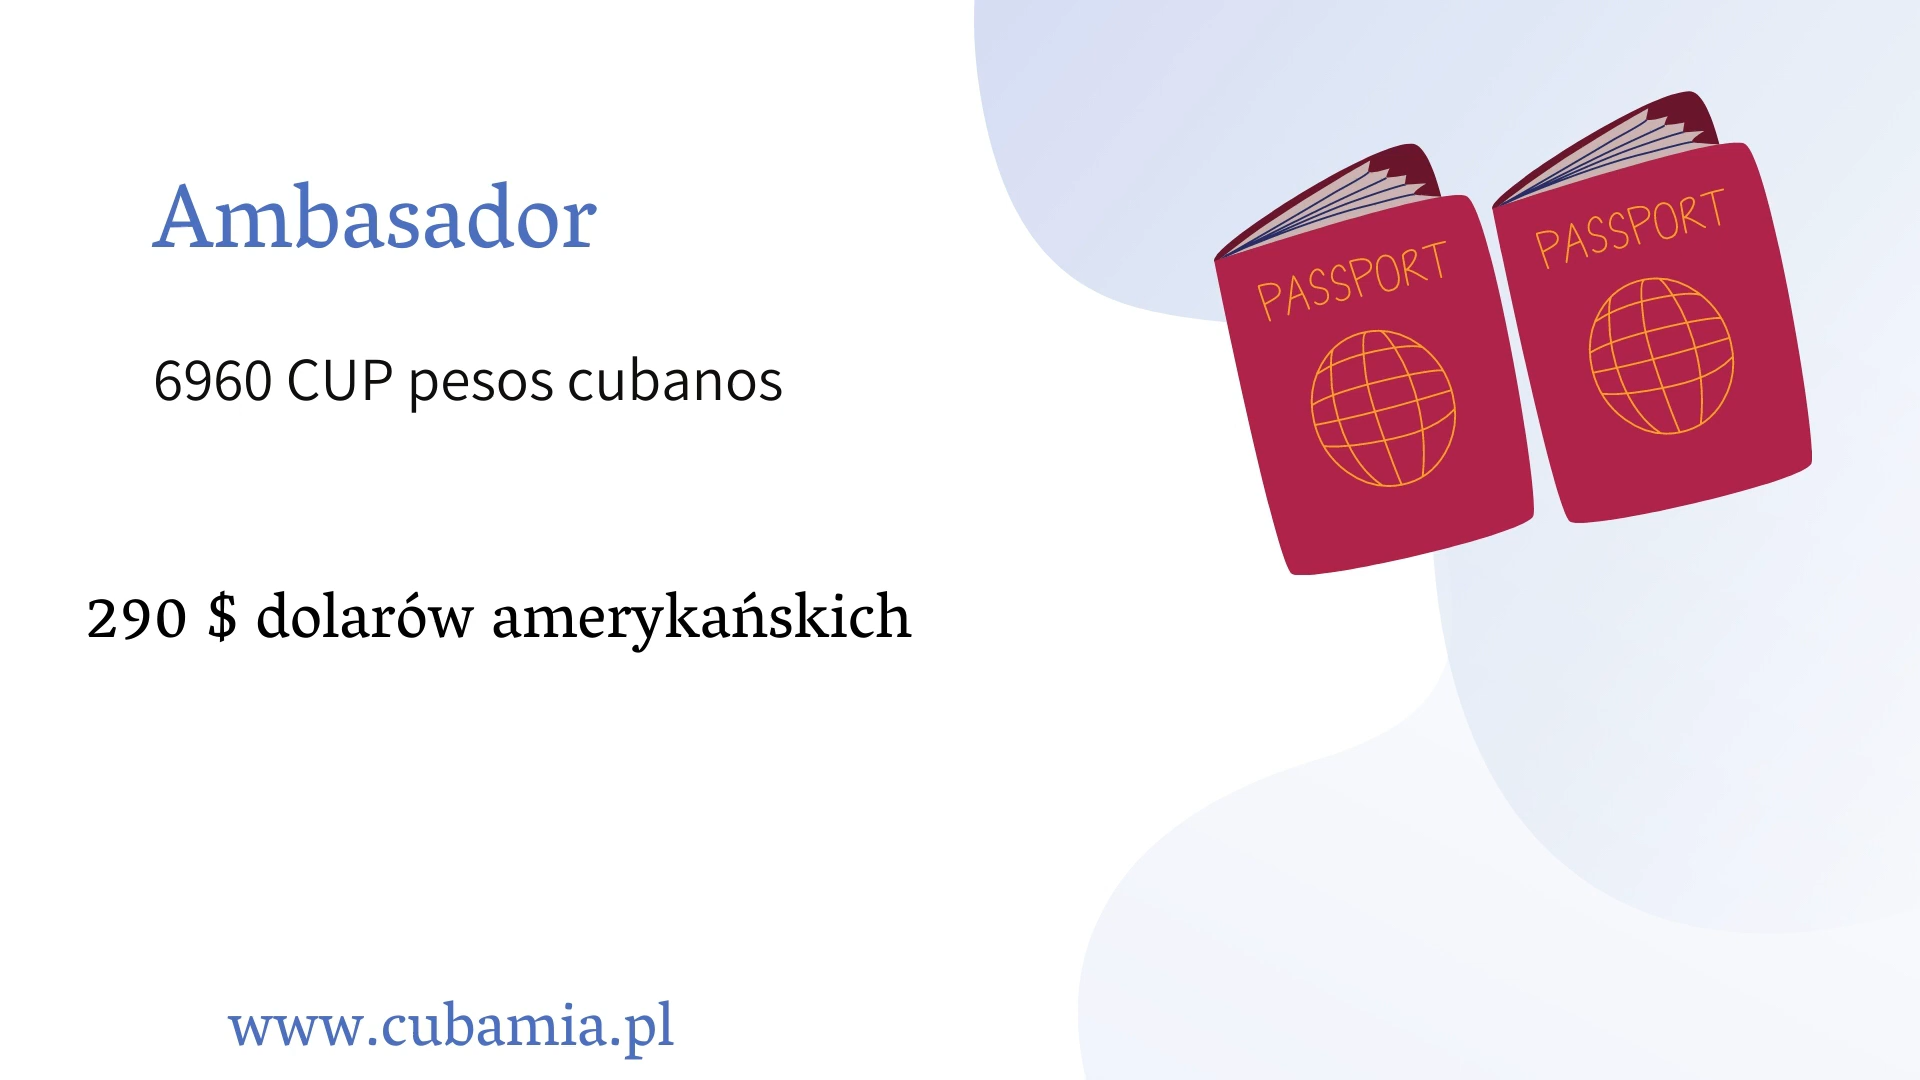 Ambasador
6960 CUP pesos cubanos
290 $ dolarów amerykańskich
www.cubamia.pl
PASSPORT
PASSPORT